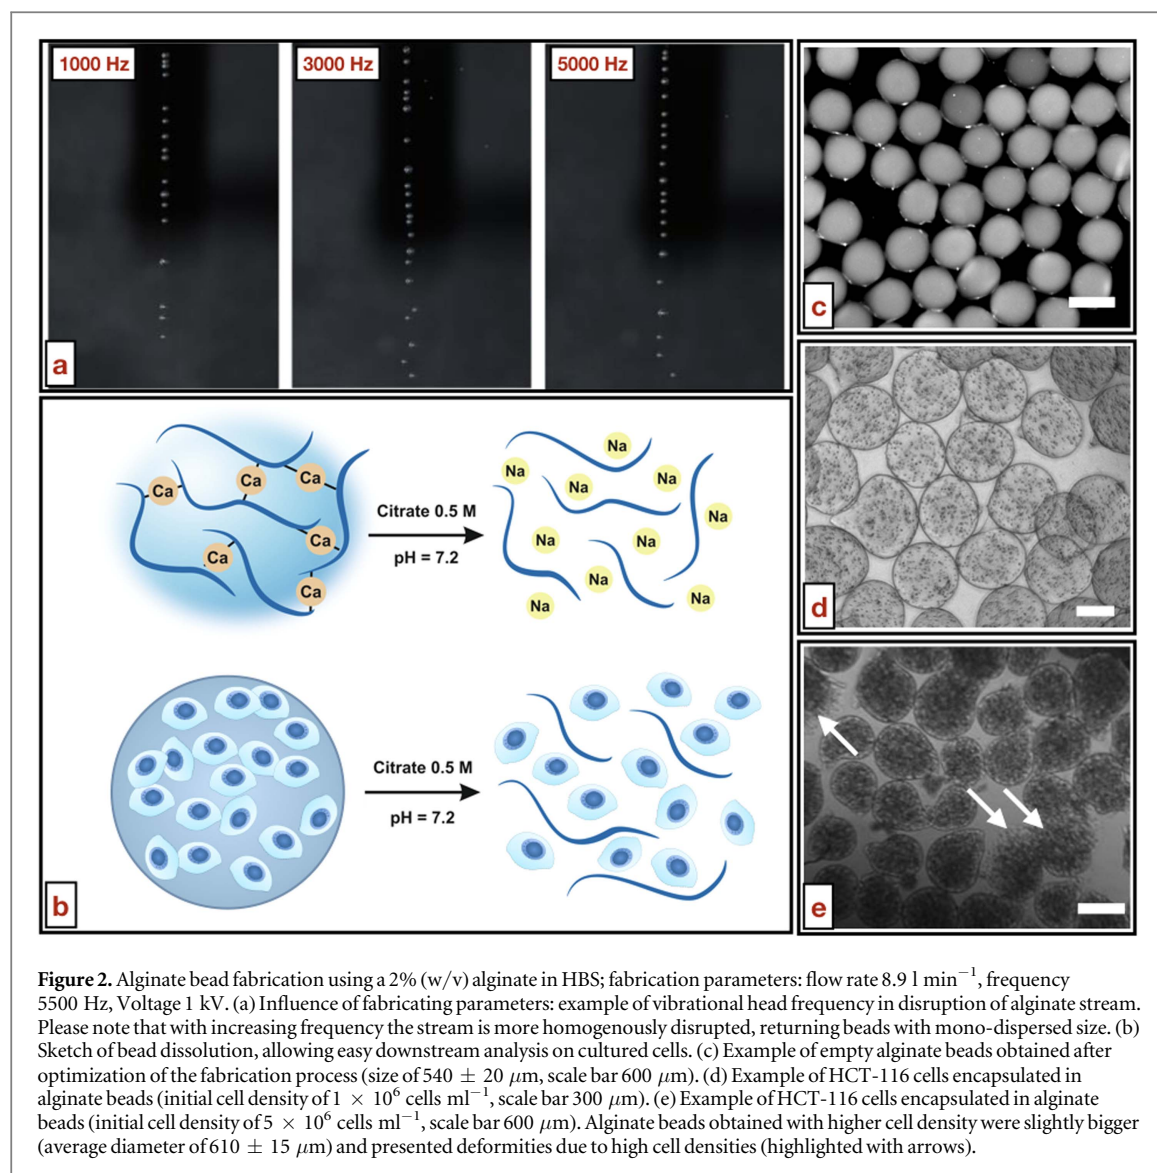 1000 Hz
3000 Hz
5000 Hz
a
c
d
e
Ca
Ca
Ca
Ca
Ca
Ca
Citrate 0.5 M
pH = 7.2
Na
Na
Na
Na
Na
Na
Na
Na
Na
Na
Citrate 0.5 M
pH = 7.2
b
Figure 2. Alginate bead fabrication using a 2% (w/v) alginate in HBS; fabrication parameters: flow rate 8.9 l min⁻¹, frequency
5500 Hz, Voltage 1 kV. (a) Influence of fabricating parameters: example of vibrational head frequency in disruption of alginate stream.
Please note that with increasing frequency the stream is more homogenously disrupted, returning beads with mono-dispersed size. (b)
Sketch of bead dissolution, allowing easy downstream analysis on cultured cells. (c) Example of empty alginate beads obtained after
optimization of the fabrication process (size of 540 ± 20 μm, scale bar 600 μm). (d) Example of HCT-116 cells encapsulated in
alginate beads (initial cell density of 1 × 10⁶ cells ml⁻¹, scale bar 300 μm). (e) Example of HCT-116 cells encapsulated in alginate
beads (initial cell density of 5 × 10⁶ cells ml⁻¹, scale bar 600 μm). Alginate beads obtained with higher cell density were slightly bigger
(average diameter of 610 ± 15 μm) and presented deformities due to high cell densities (highlighted with arrows).